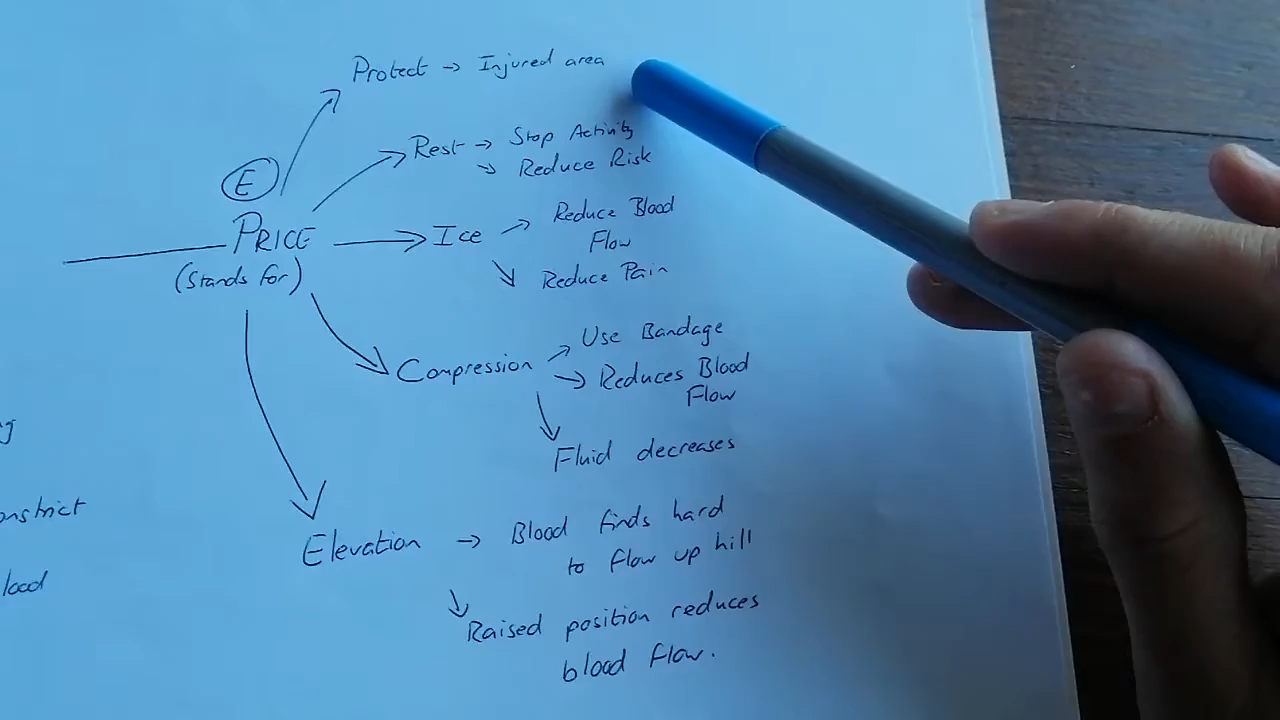 Protect → Injured area
Rest → Stop Activity
↘ Reduce Risk
E
PRICE
(Stands for)
Ice → Reduce Blood
Flow
↘ Reduce Pain
Compression → Use Bandage
→ Reduces Blood
Flow
Fluid decreases
Elevation → Blood finds hard
to flow up hill
Raised position reduces
blood flow.